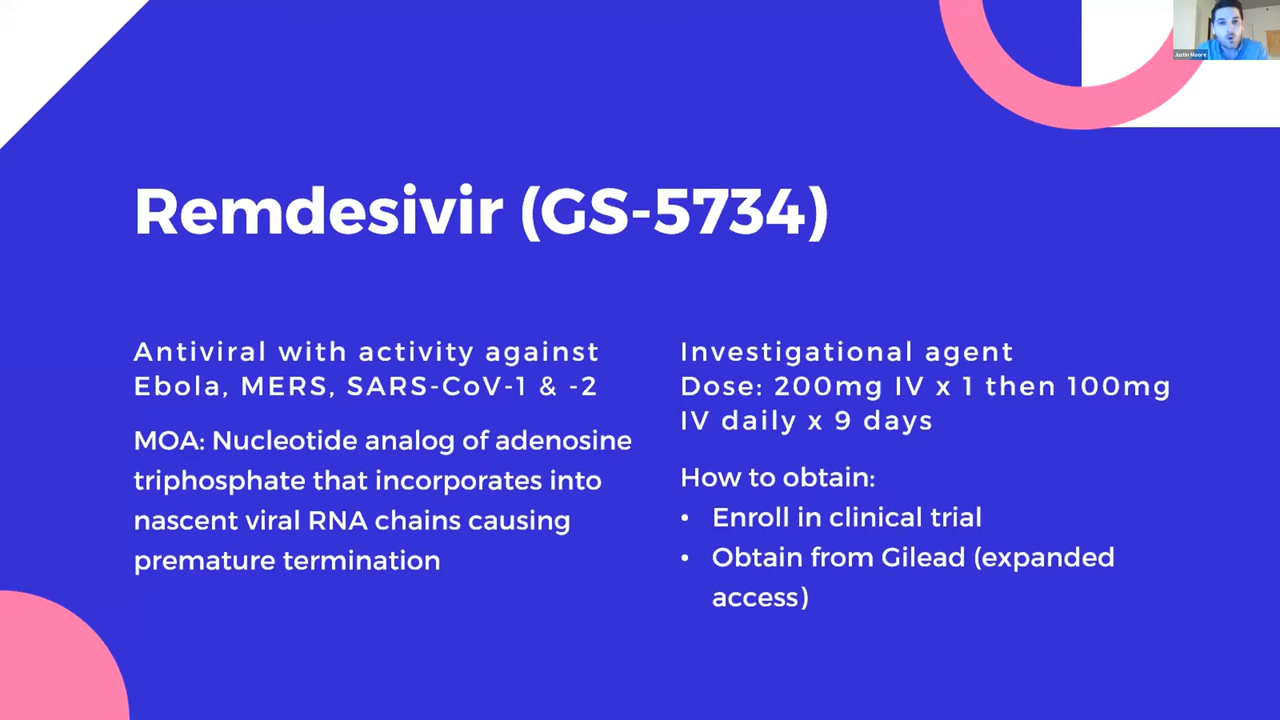 Justin Moore
Remdesivir (GS-5734)
Antiviral with activity against
Ebola, MERS, SARS-CoV-1 & -2
MOA: Nucleotide analog of adenosine
triphosphate that incorporates into
nascent viral RNA chains causing
premature termination
Investigational agent
Dose: 200mg IV x 1 then 100mg
IV daily x 9 days
How to obtain:
• Enroll in clinical trial
• Obtain from Gilead (expanded
access)